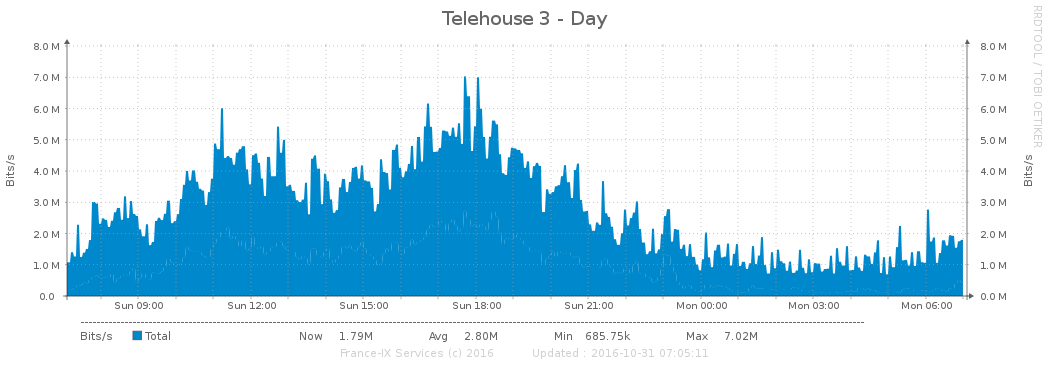 Telehouse 3 - Day
RRDTOOL / TOBI OETIKER
Bits/s
8.0 M
7.0 M
6.0 M
5.0 M
4.0 M
3.0 M
2.0 M
1.0 M
0.0
8.0 M
7.0 M
6.0 M
5.0 M
4.0 M
3.0 M
2.0 M
1.0 M
0.0 M
Bits/s
Sun 09:00 Sun 12:00 Sun 15:00 Sun 18:00 Sun 21:00 Mon 00:00 Mon 03:00 Mon 06:00
Bits/s Total Now 1.79M Avg 2.80M Min 685.75k Max 7.02M
France-IX Services (c) 2016 Updated : 2016-10-31 07:05:11